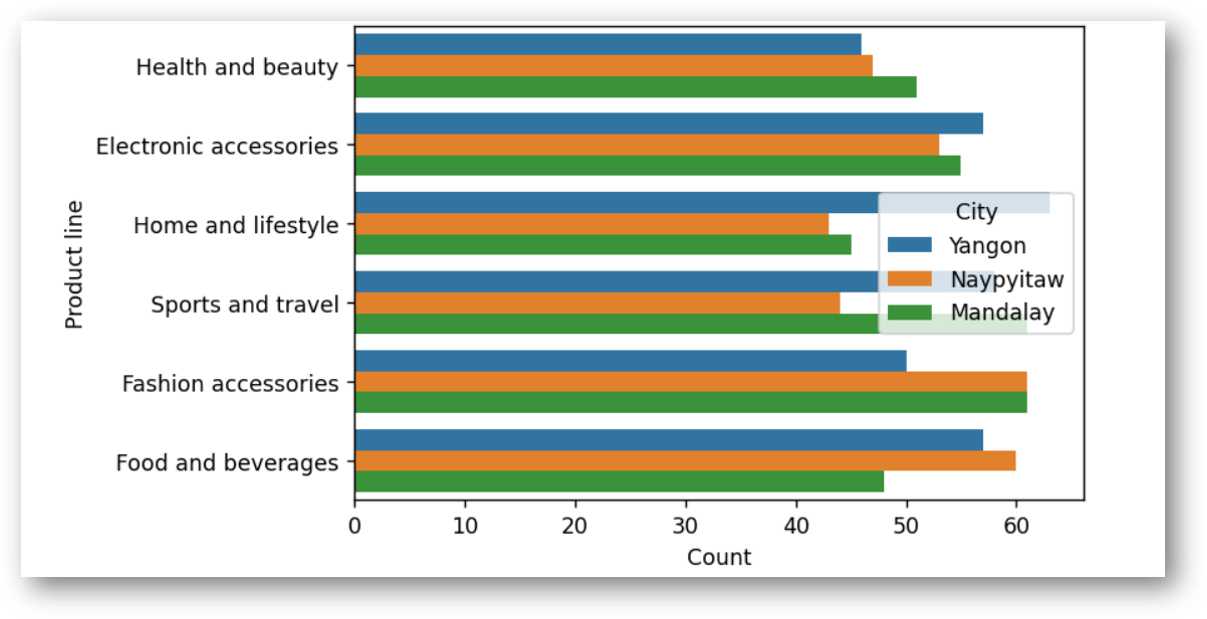 Health and beauty
Electronic accessories
Home and lifestyle
Sports and travel
Fashion accessories
Food and beverages
Product line
City
Yangon
Naypyitaw
Mandalay
0 10 20 30 40 50 60
Count